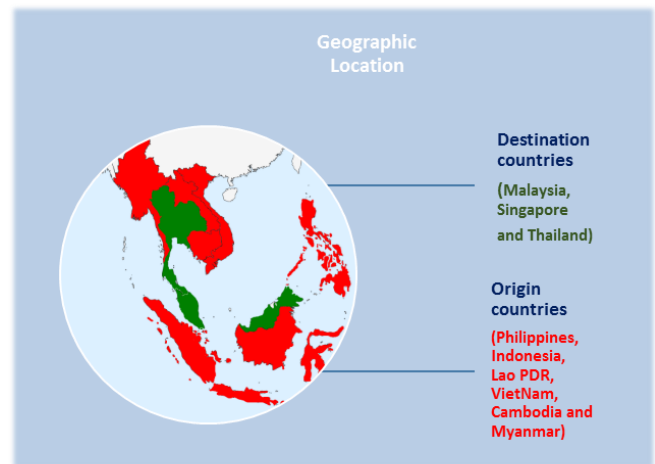 Geographic
Location
Destination
countries
(Malaysia,
Singapore
and Thailand)
Origin
countries
(Philippines,
Indonesia,
Lao PDR,
VietNam,
Cambodia and
Myanmar)